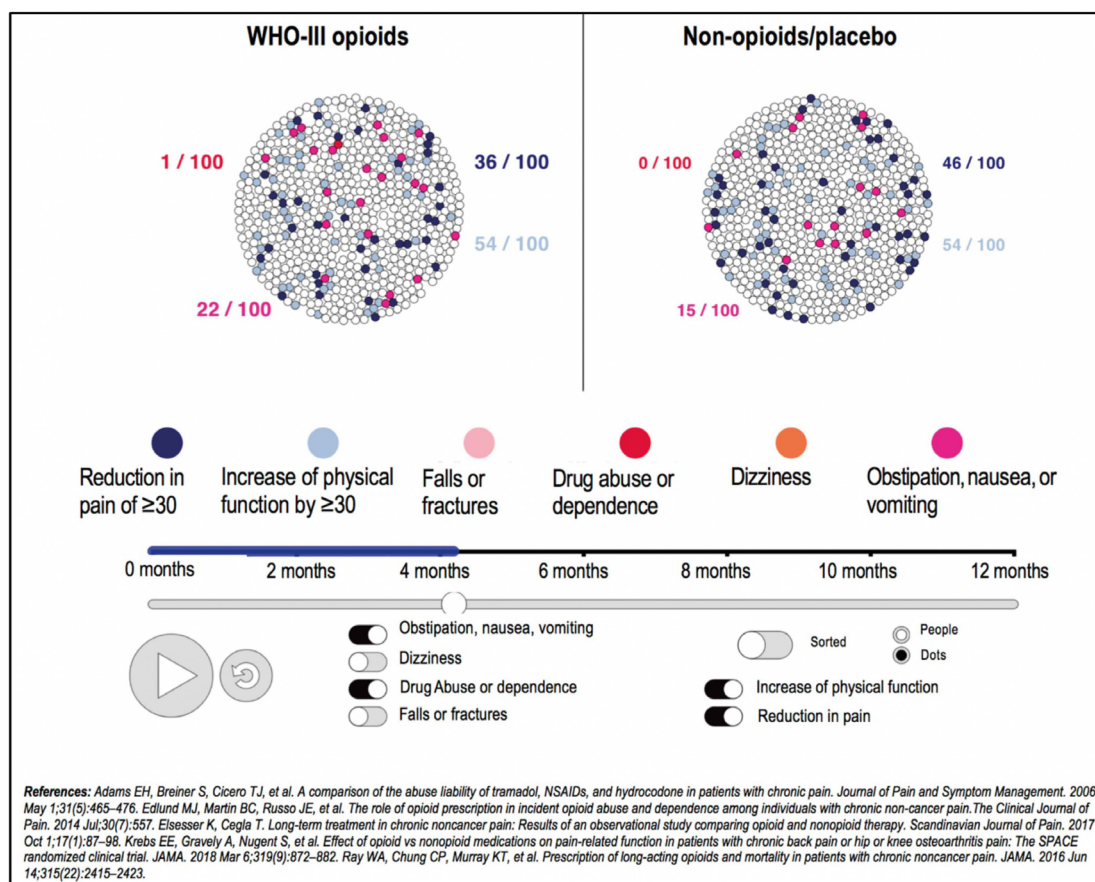 WHO-III opioids
Non-opioids/placebo
1 / 100
36 / 100
54 / 100
22 / 100
0 / 100
46 / 100
54 / 100
15 / 100
Reduction in
pain of ≥30
Increase of physical
function by ≥30
Falls or
fractures
Drug abuse or
dependence
Dizziness
Obstipation, nausea, or
vomiting
0 months
2 months
4 months
6 months
8 months
10 months
12 months
Obstipation, nausea, vomiting
Dizziness
Drug Abuse or dependence
Falls or fractures
Sorted
People
Dots
Increase of physical function
Reduction in pain
References: Adams EH, Breiner S, Cicero TJ, et al. A comparison of the abuse liability of tramadol, NSAIDs, and hydrocodone in patients with chronic pain. Journal of Pain and Symptom Management. 2006
May 1;31(5):465–476. Edlund MJ, Martin BC, Russo JE, et al. The role of opioid prescription in incident opioid abuse and dependence among individuals with chronic non-cancer pain.The Clinical Journal of
Pain. 2014 Jul;30(7):557. Elsesser K, Cegla T. Long-term treatment in chronic noncancer pain: Results of an observational study comparing opioid and nonopioid therapy. Scandinavian Journal of Pain. 2017
Oct 1;17(1):87–98. Krebs EE, Gravely A, Nugent S, et al. Effect of opioid vs nonopioid medications on pain-related function in patients with chronic back pain or hip or knee osteoarthritis pain: The SPACE
randomized clinical trial. JAMA. 2018 Mar 6;319(9):872–882. Ray WA, Chung CP, Murray KT, et al. Prescription of long-acting opioids and mortality in patients with chronic noncancer pain. JAMA. 2016 Jun
14;315(22):2415–2423.